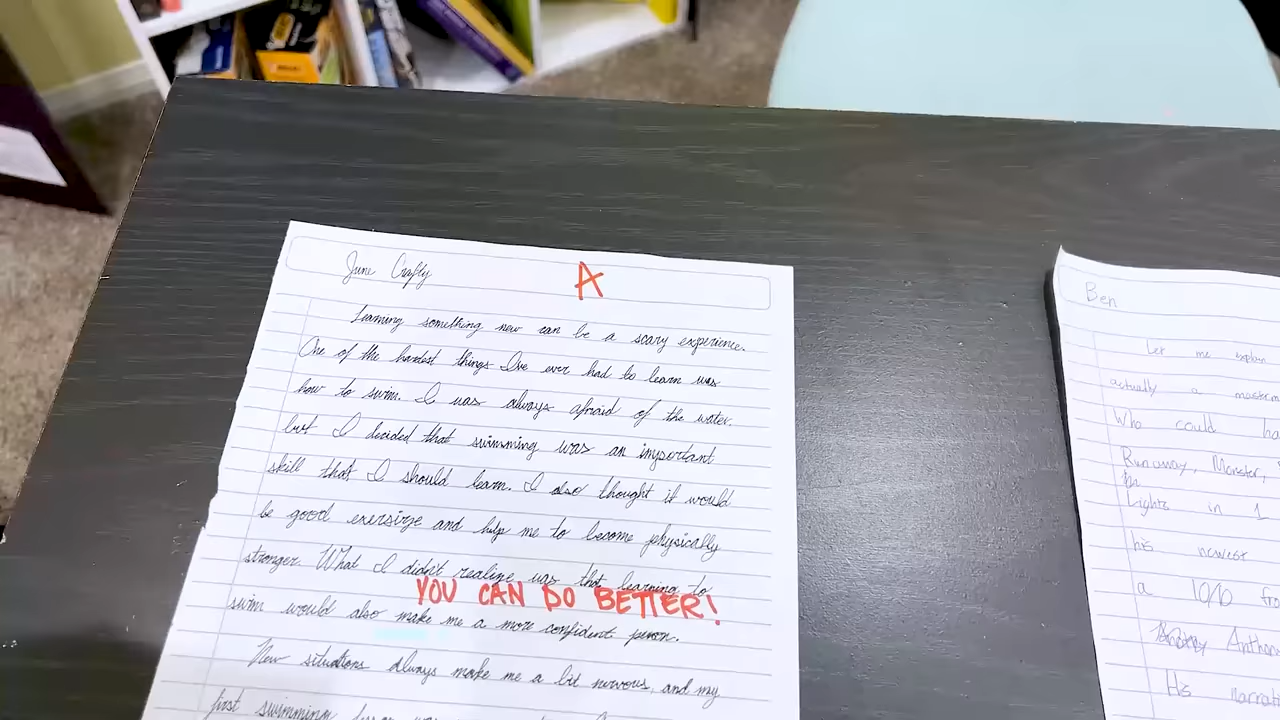 June Crafty
A
Learning something new can be a scary experience.
One of the hardest things I've ever had to learn was
how to swim. I was always afraid of the water,
but I decided that swimming was an important
skill that I should learn. I also thought it would
be good exersize and help me to become physically
stronger. What I didn't realize was that learning to
YOU CAN DO BETTER!
swim would also make me a more confident person.
New situations always make me a bit nervous, and my
first swimming
Ben
Let me explain
actually a
Who could
Runaway, Monster,
Lights in 1
his newest
a 10/10
His